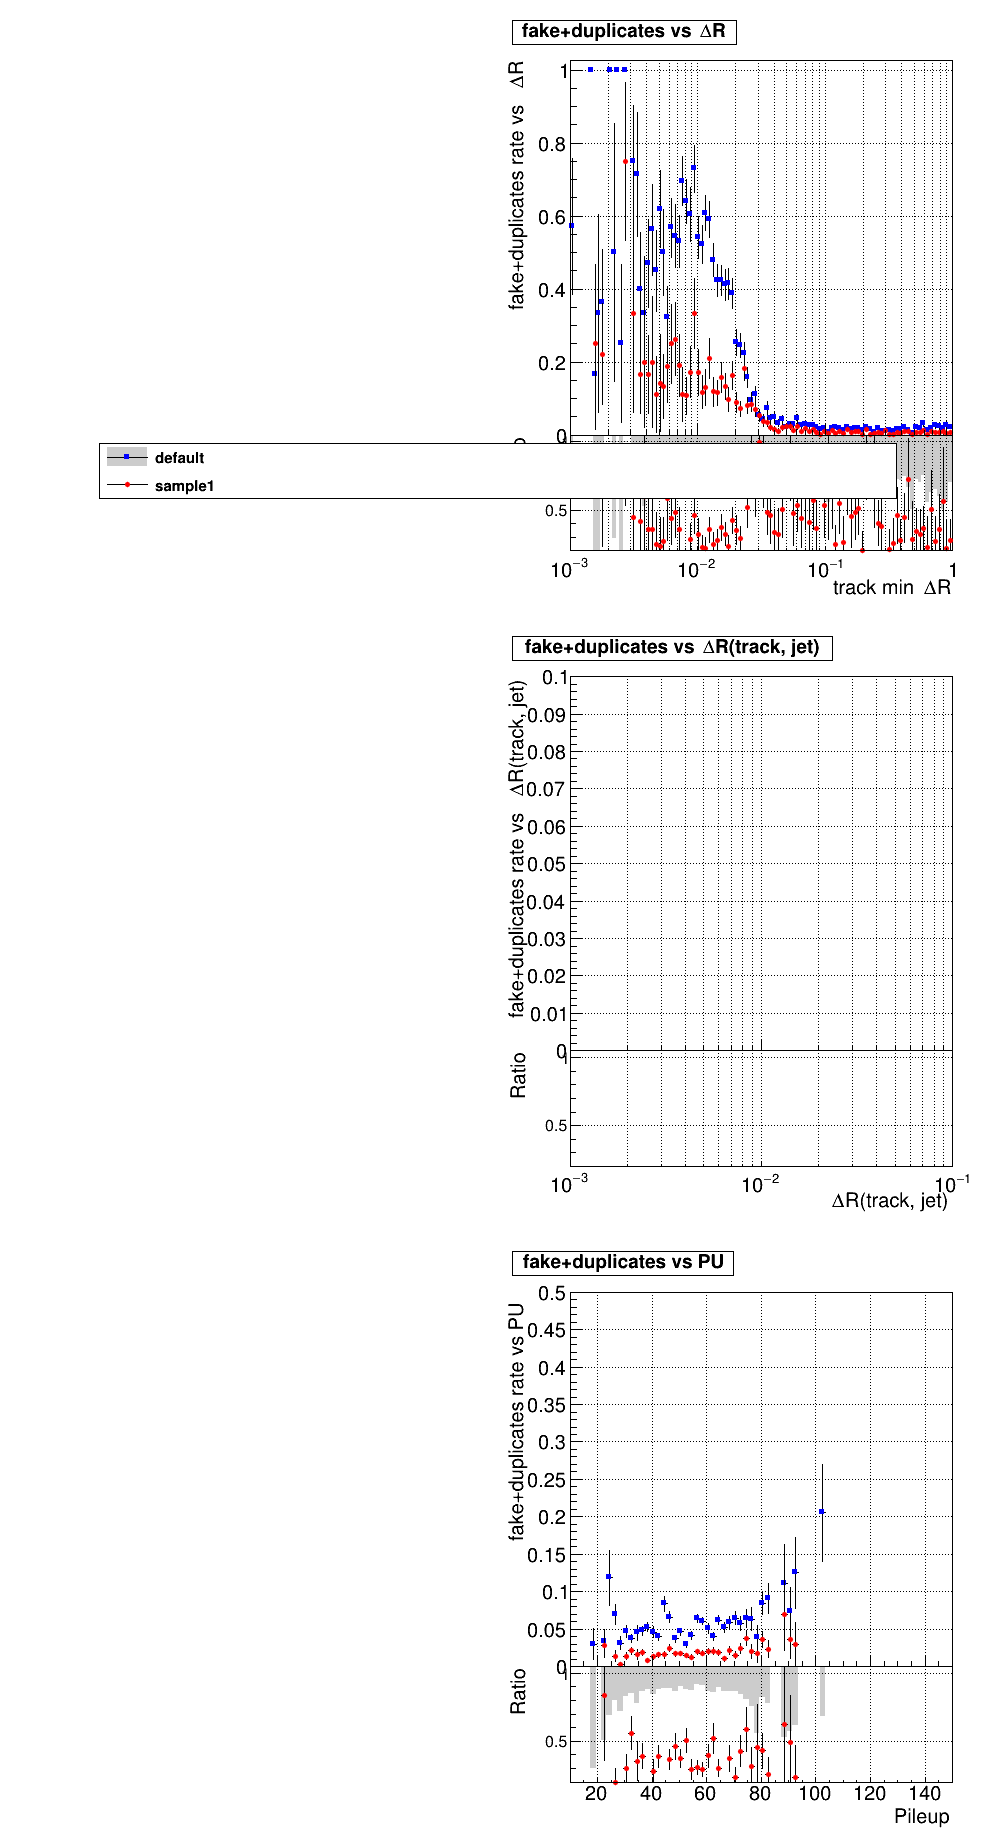 fake+duplicates vs ΔR
fake+duplicates rate vs ΔR
1
0.8
0.6
0.4
0.2
0
default
sample1
0.5
10⁻³ 10⁻² 10⁻¹ 1
track min ΔR
fake+duplicates vs ΔR(track, jet)
fake+duplicates rate vs ΔR(track, jet)
0.1
0.09
0.08
0.07
0.06
0.05
0.04
0.03
0.02
0.01
0
Ratio
1
0.5
10⁻³ 10⁻² 10⁻¹
ΔR(track, jet)
fake+duplicates vs PU
fake+duplicates rate vs PU
0.5
0.45
0.4
0.35
0.3
0.25
0.2
0.15
0.1
0.05
0
Ratio
1
0.5
20 40 60 80 100 120 140
Pileup